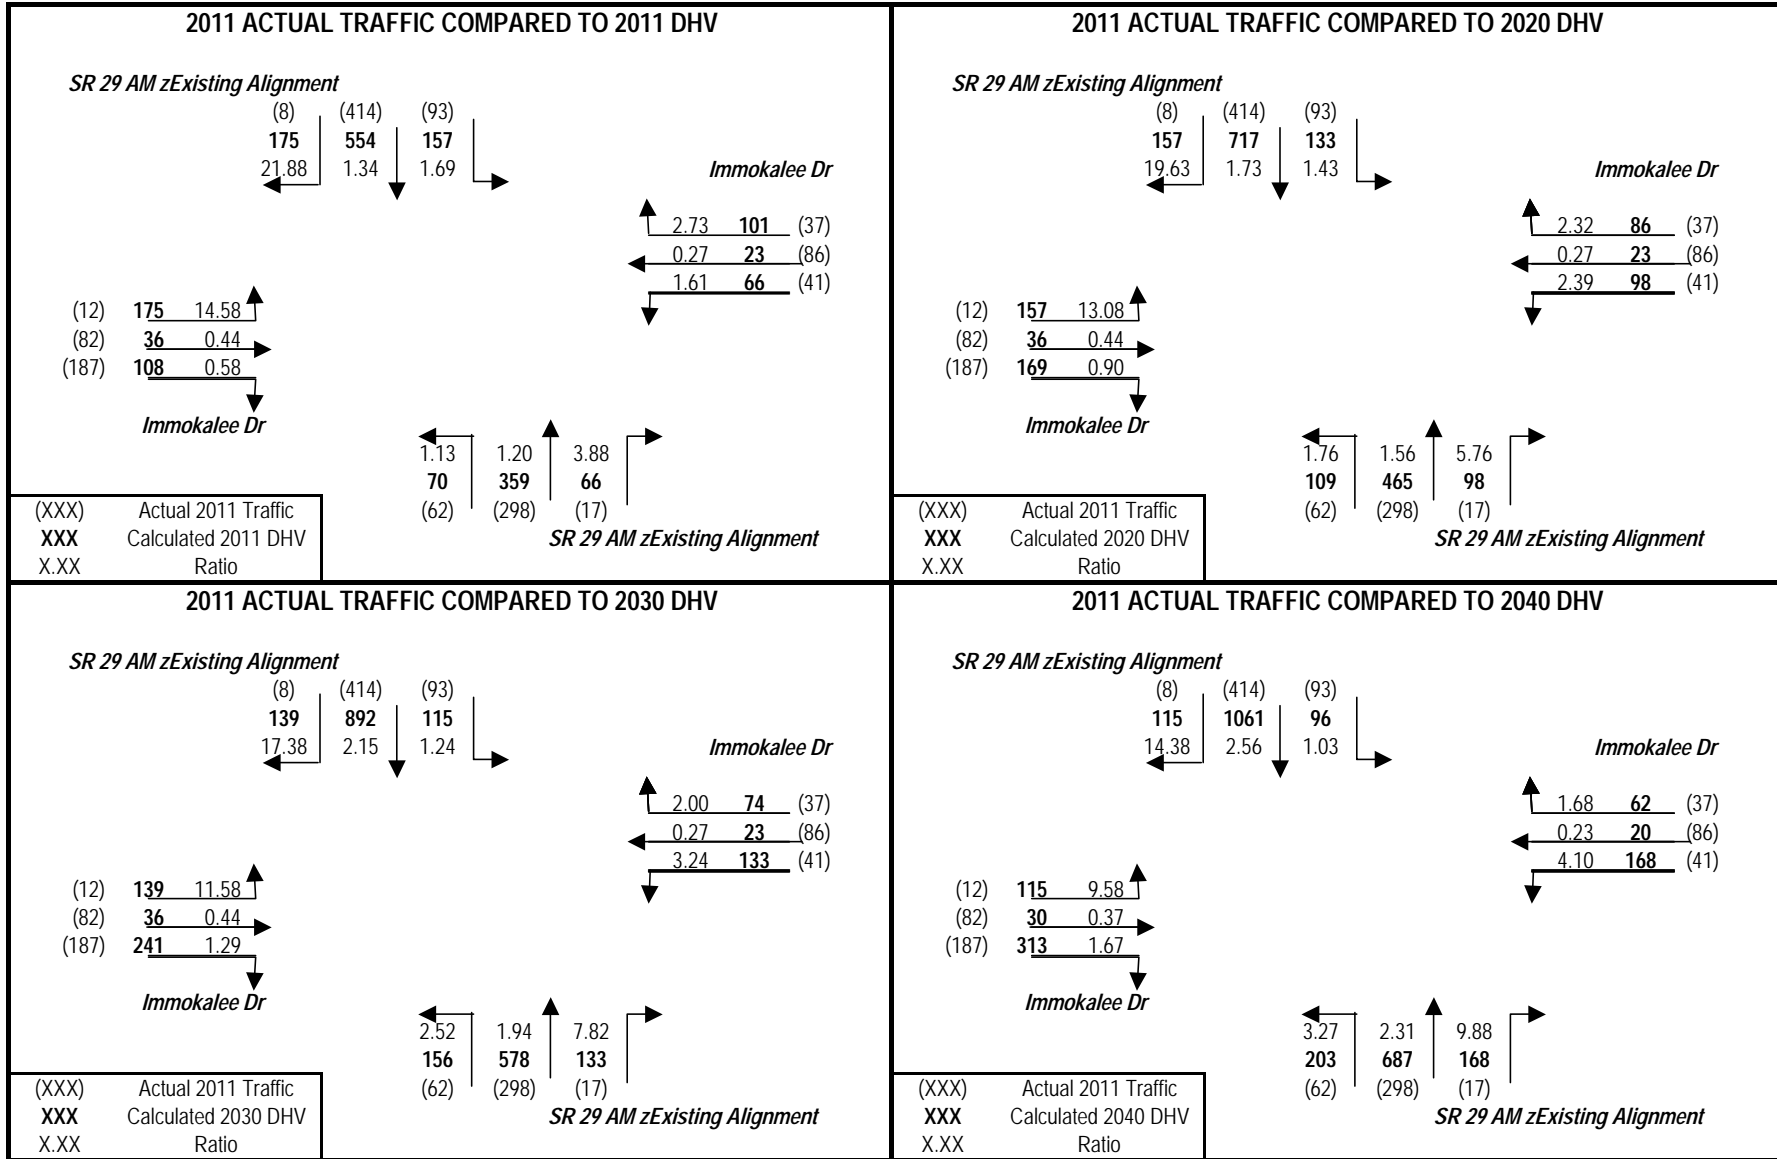 2011 ACTUAL TRAFFIC COMPARED TO 2011 DHV
SR 29 AM zExisting Alignment
(8) (414) (93)
175 554 157
21.88 1.34 1.69
Immokalee Dr
2.73 101 (37)
0.27 23 (86)
1.61 66 (41)
(12) 175 14.58
(82) 36 0.44
(187) 108 0.58
Immokalee Dr
1.13 1.20 3.88
70 359 66
(62) (298) (17)
SR 29 AM zExisting Alignment
(XXX) Actual 2011 Traffic
XXX Calculated 2011 DHV
X.XX Ratio
2011 ACTUAL TRAFFIC COMPARED TO 2020 DHV
SR 29 AM zExisting Alignment
(8) (414) (93)
157 717 133
19.63 1.73 1.43
Immokalee Dr
2.32 86 (37)
0.27 23 (86)
2.39 98 (41)
(12) 157 13.08
(82) 36 0.44
(187) 169 0.90
Immokalee Dr
1.76 1.56 5.76
109 465 98
(62) (298) (17)
SR 29 AM zExisting Alignment
(XXX) Actual 2011 Traffic
XXX Calculated 2020 DHV
X.XX Ratio
2011 ACTUAL TRAFFIC COMPARED TO 2030 DHV
SR 29 AM zExisting Alignment
(8) (414) (93)
139 892 115
17.38 2.15 1.24
Immokalee Dr
2.00 74 (37)
0.27 23 (86)
3.24 133 (41)
(12) 139 11.58
(82) 36 0.44
(187) 241 1.29
Immokalee Dr
2.52 1.94 7.82
156 578 133
(62) (298) (17)
SR 29 AM zExisting Alignment
(XXX) Actual 2011 Traffic
XXX Calculated 2030 DHV
X.XX Ratio
2011 ACTUAL TRAFFIC COMPARED TO 2040 DHV
SR 29 AM zExisting Alignment
(8) (414) (93)
115 1061 96
14.38 2.56 1.03
Immokalee Dr
1.68 62 (37)
0.23 20 (86)
4.10 168 (41)
(12) 115 9.58
(82) 30 0.37
(187) 313 1.67
Immokalee Dr
3.27 2.31 9.88
203 687 168
(62) (298) (17)
SR 29 AM zExisting Alignment
(XXX) Actual 2011 Traffic
XXX Calculated 2040 DHV
X.XX Ratio